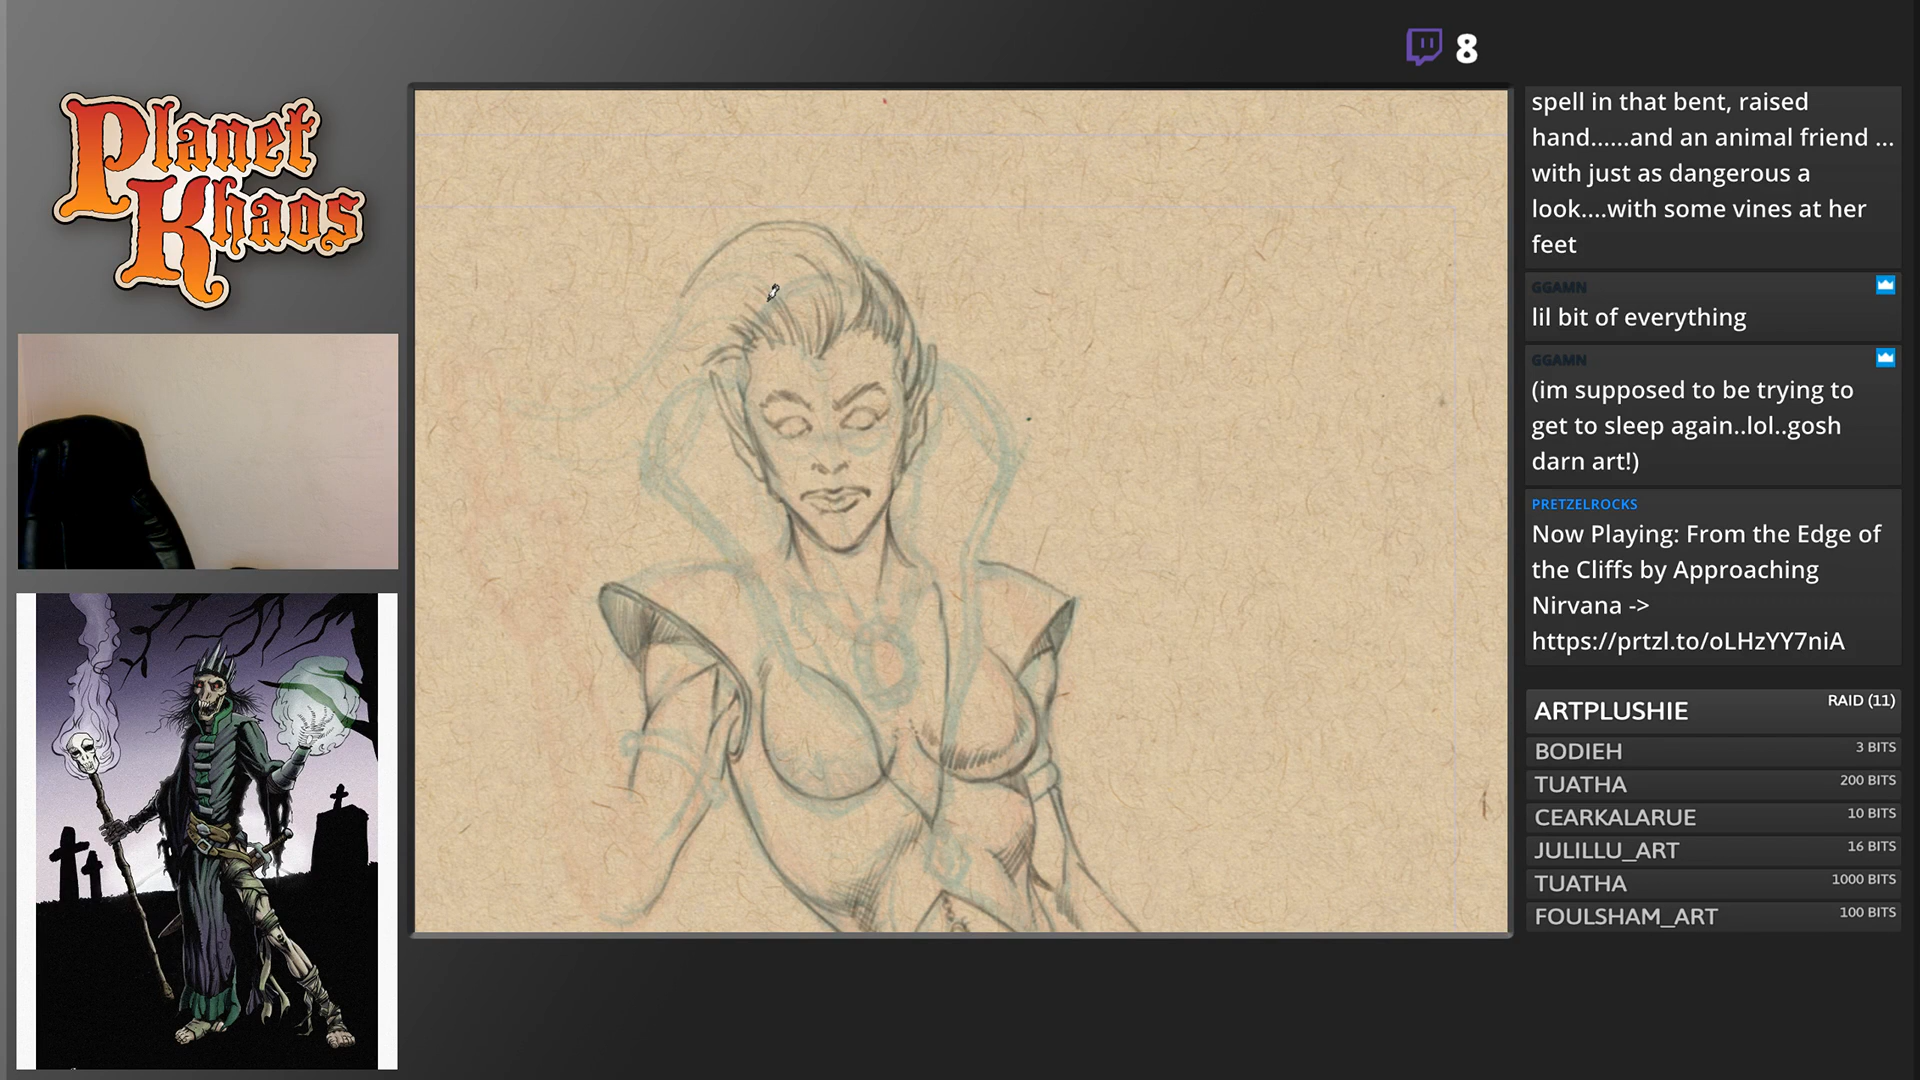 Planet
Khaos
8
spell in that bent, raised
hand......and an animal friend ...
with just as dangerous a
look....with some vines at her
feet
GGAMN
lil bit of everything
GGAMN
(im supposed to be trying to
get to sleep again..lol..gosh
darn art!)
PRETZELROCKS
Now Playing: From the Edge of
the Cliffs by Approaching
Nirvana ->
https://prtzl.to/oLHzYY7niA
ARTPLUSHIE RAID (11)
BODIEH 3 BITS
TUATHA 200 BITS
CEARKALARUE 10 BITS
JULILLU_ART 16 BITS
TUATHA 1000 BITS
FOULSHAM_ART 100 BITS